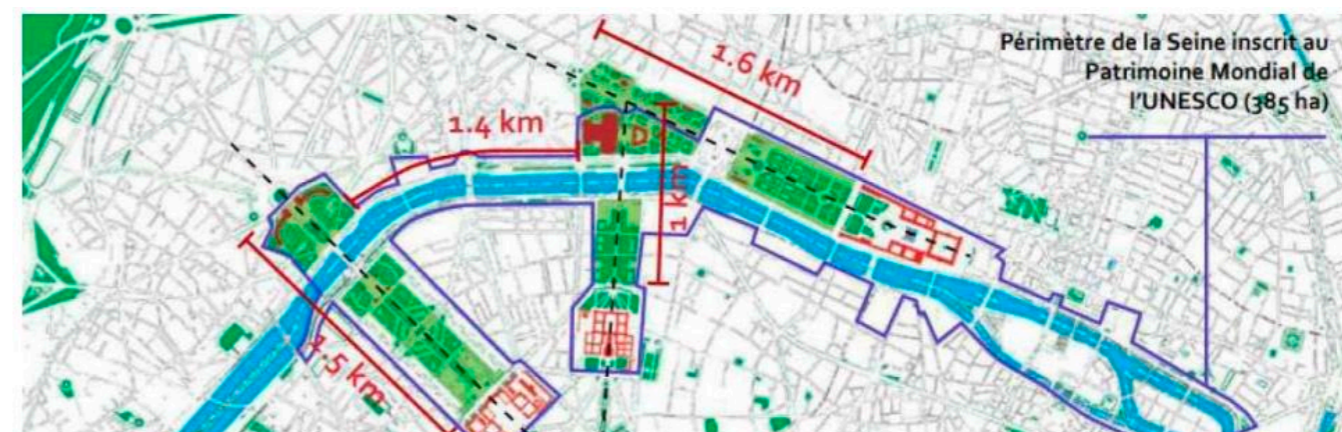 Périmètre de la Seine inscrit au
Patrimoine Mondial de
l'UNESCO (385 ha)
1.6 km
1.4 km
D
1 km
1.5 km